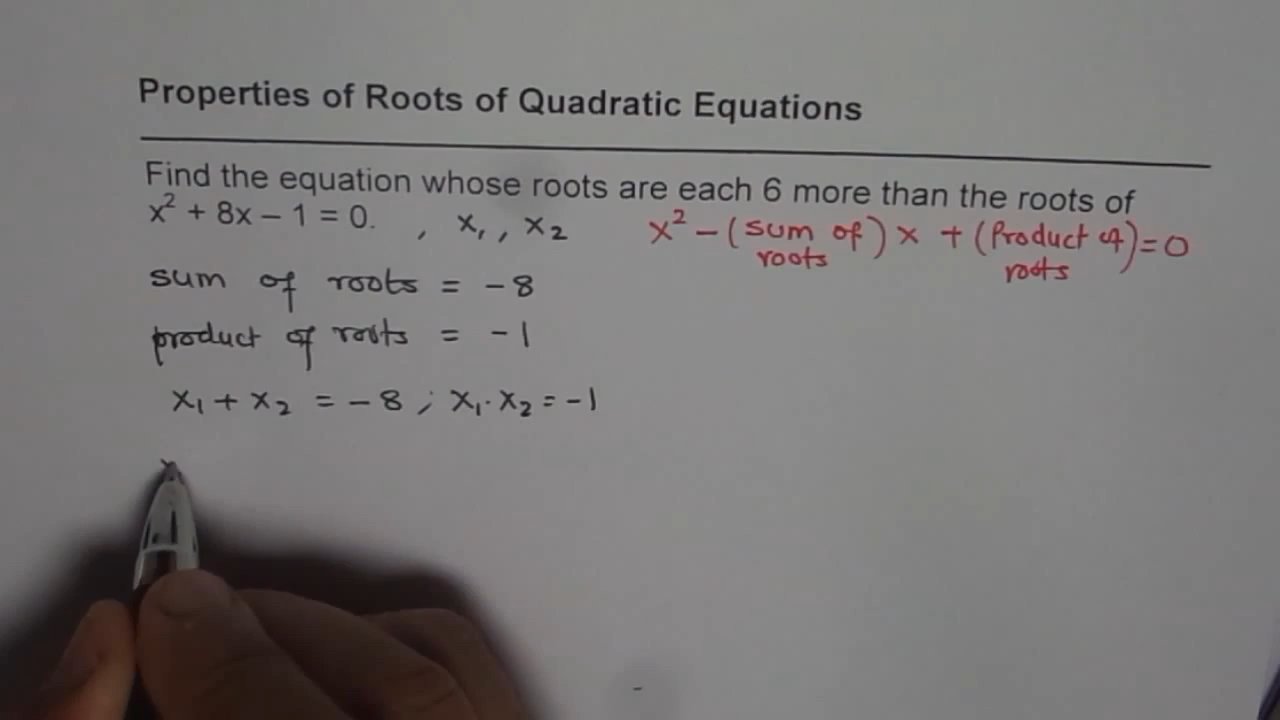 Properties of Roots of Quadratic Equations
Find the equation whose roots are each 6 more than the roots of
x² + 8x – 1 = 0. , x₁, x₂
x² – (sum of roots) x + (Product of roots) = 0
sum of roots = -8
product of roots = -1
x₁ + x₂ = -8 ; x₁·x₂ = -1